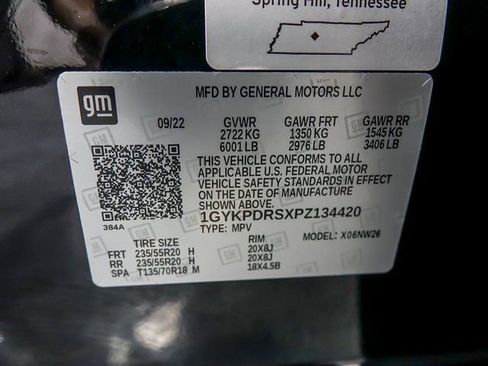 Spring Hill, Tennessee
gm
MFD BY GENERAL MOTORS LLC
09/22 GVWR GAWR FRT GAWR RR
2722 KG 1350 KG 1545 KG
6001 LB 2976 LB 3406 LB
THIS VEHICLE CONFORMS TO ALL
APPLICABLE U.S. FEDERAL MOTOR
VEHICLE SAFETY STANDARDS IN EFFECT
ON THE DATE OF MANUFACTURE
SHOWN ABOVE.
1GYKPDRSXPZ134420
384A TYPE: MPV MODEL: X06NW26
TIRE SIZE RIM
FRT 235/55R20 H 20X8J
RR 235/55R20 H 20X8J
SPA T135/70R18 M 18X4.5B